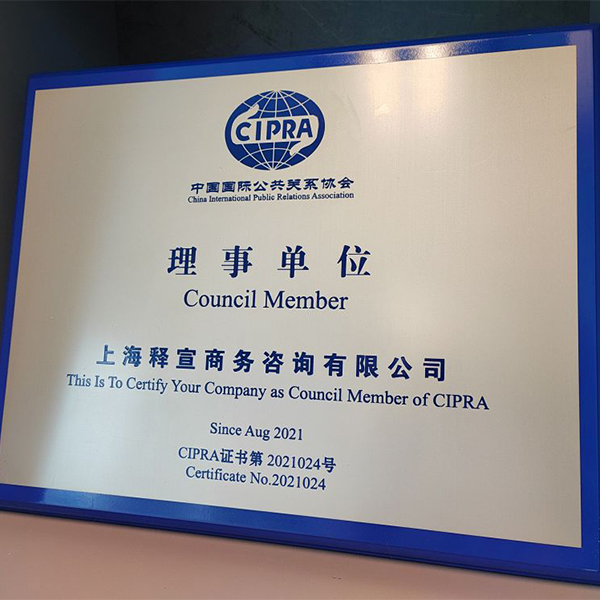 CIPRA
中国国际公共关系协会
China International Public Relations Association
理事单位
Council Member
上海释宣商务咨询有限公司
This Is To Certify Your Company as Council Member of CIPRA
Since Aug 2021
CIPRA证书第 2021024号
Certificate No.2021024